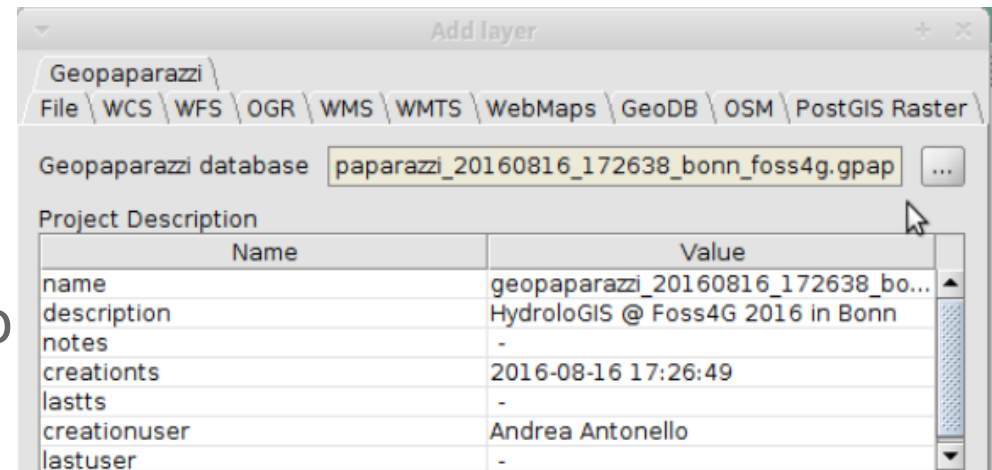 Add layer
Geopaparazzi
File WCS WFS OGR WMS WMTS WebMaps GeoDB OSM PostGIS Raster
Geopaparazzi database paparazzi_20160816_172638_bonn_foss4g.gpap ...
Project Description
Name Value
name geopaparazzi_20160816_172638_bo...
description HydroloGIS @ Foss4G 2016 in Bonn
notes -
creationts 2016-08-16 17:26:49
lastts -
creationuser Andrea Antonello
lastuser -